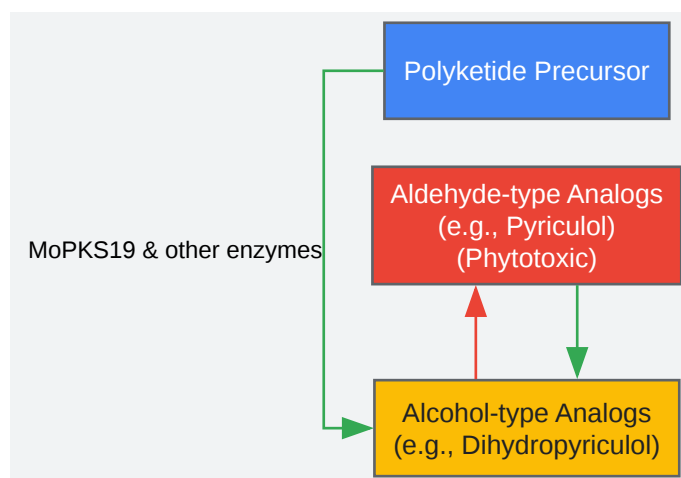 Polyketide Precursor
Aldehyde-type Analogs
(e.g., Pyriculol)
(Phytotoxic)
MoPKS19 & other enzymes
Alcohol-type Analogs
(e.g., Dihydropyriculol)